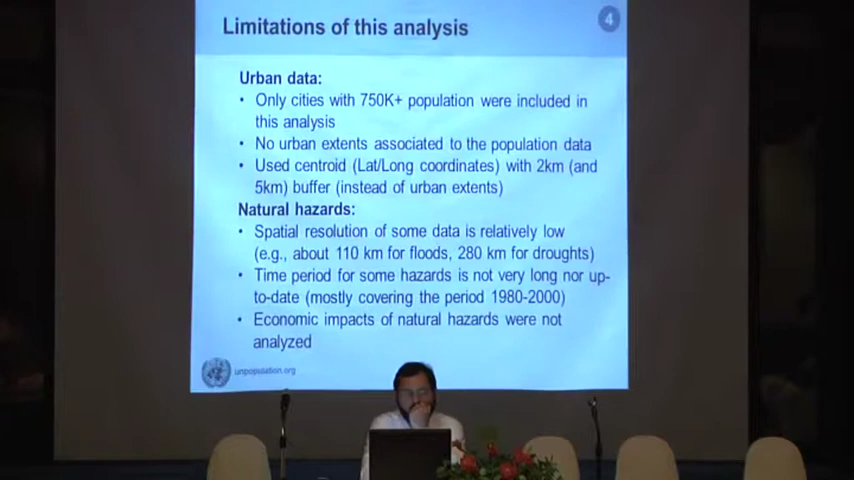 Limitations of this analysis
4
Urban data:
• Only cities with 750K+ population were included in
this analysis
• No urban extents associated to the population data
• Used centroid (Lat/Long coordinates) with 2km (and
5km) buffer (instead of urban extents)
Natural hazards:
• Spatial resolution of some data is relatively low
(e.g., about 110 km for floods, 280 km for droughts)
• Time period for some hazards is not very long nor up-
to-date (mostly covering the period 1980-2000)
• Economic impacts of natural hazards were not
analyzed
unpopulation.org